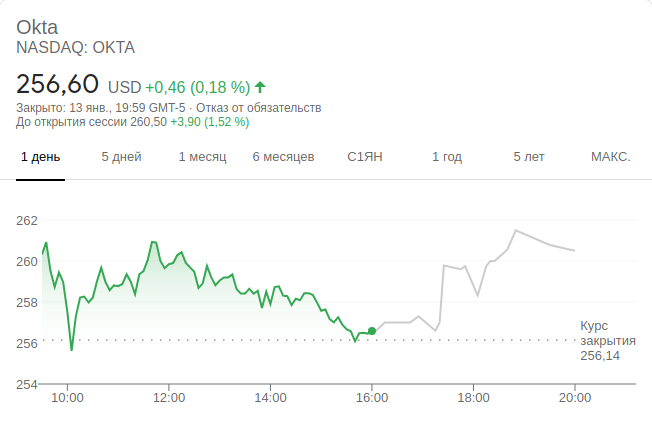 Okta
NASDAQ: OKTA
256,60 USD +0,46 (0,18 %)
Закрыто: 13 янв., 19:59 GMT-5 · Отказ от обязательств
До открытия сессии 260,50 +3,90 (1,52 %)
1 день 5 дней 1 месяц 6 месяцев С1ЯН 1 год 5 лет МАКС.
262
260
258
256
254
Курс
закрытия
256,14
10:00 12:00 14:00 16:00 18:00 20:00